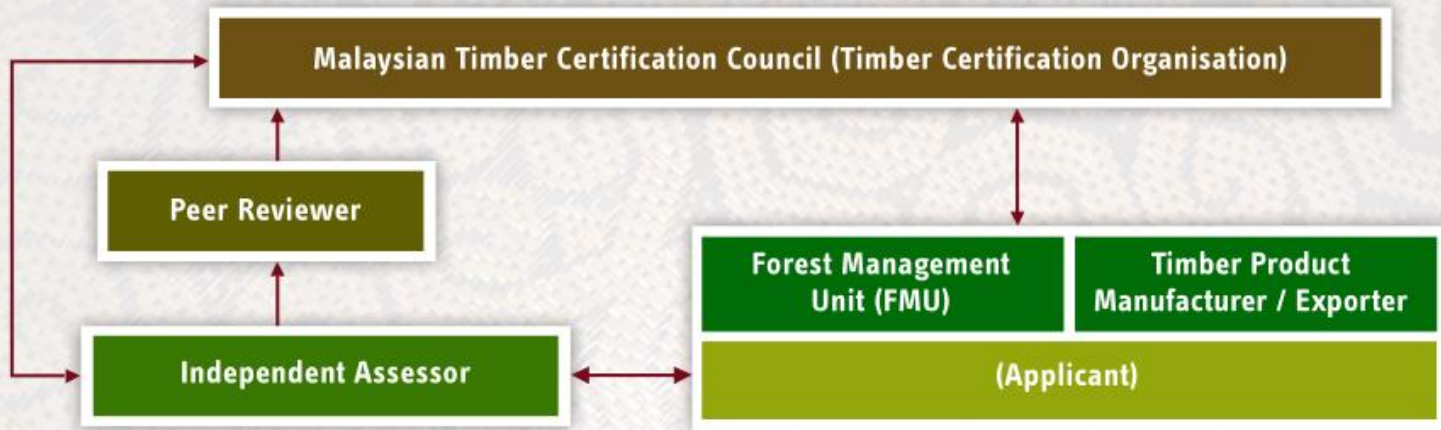 Malaysian Timber Certification Council (Timber Certification Organisation)
Peer Reviewer
Forest Management
Unit (FMU)
Timber Product
Manufacturer / Exporter
Independent Assessor
(Applicant)